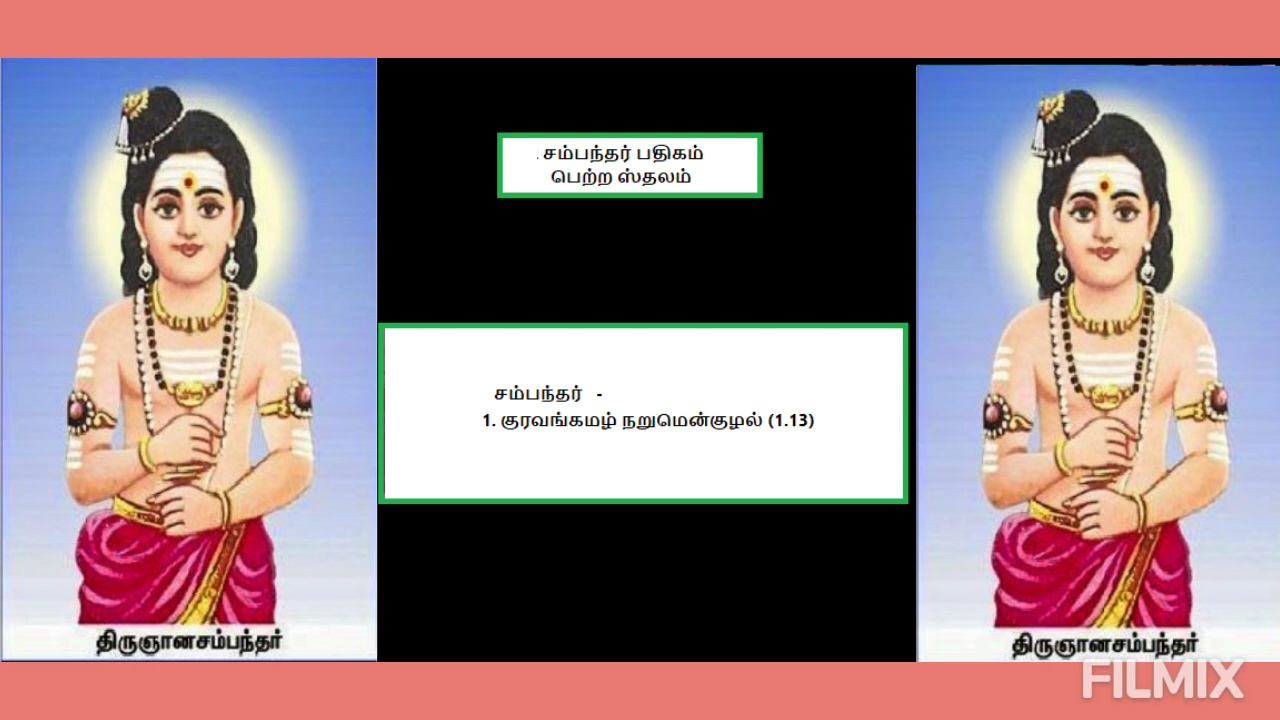 . சம்பந்தர் பதிகம்
பெற்ற ஸ்தலம்
சம்பந்தர் -
1. குரவங்கமழ் நறுமென்குழல் (1.13)
திருஞானசம்பந்தர்
திருஞானசம்பந்தர்
FILMIX